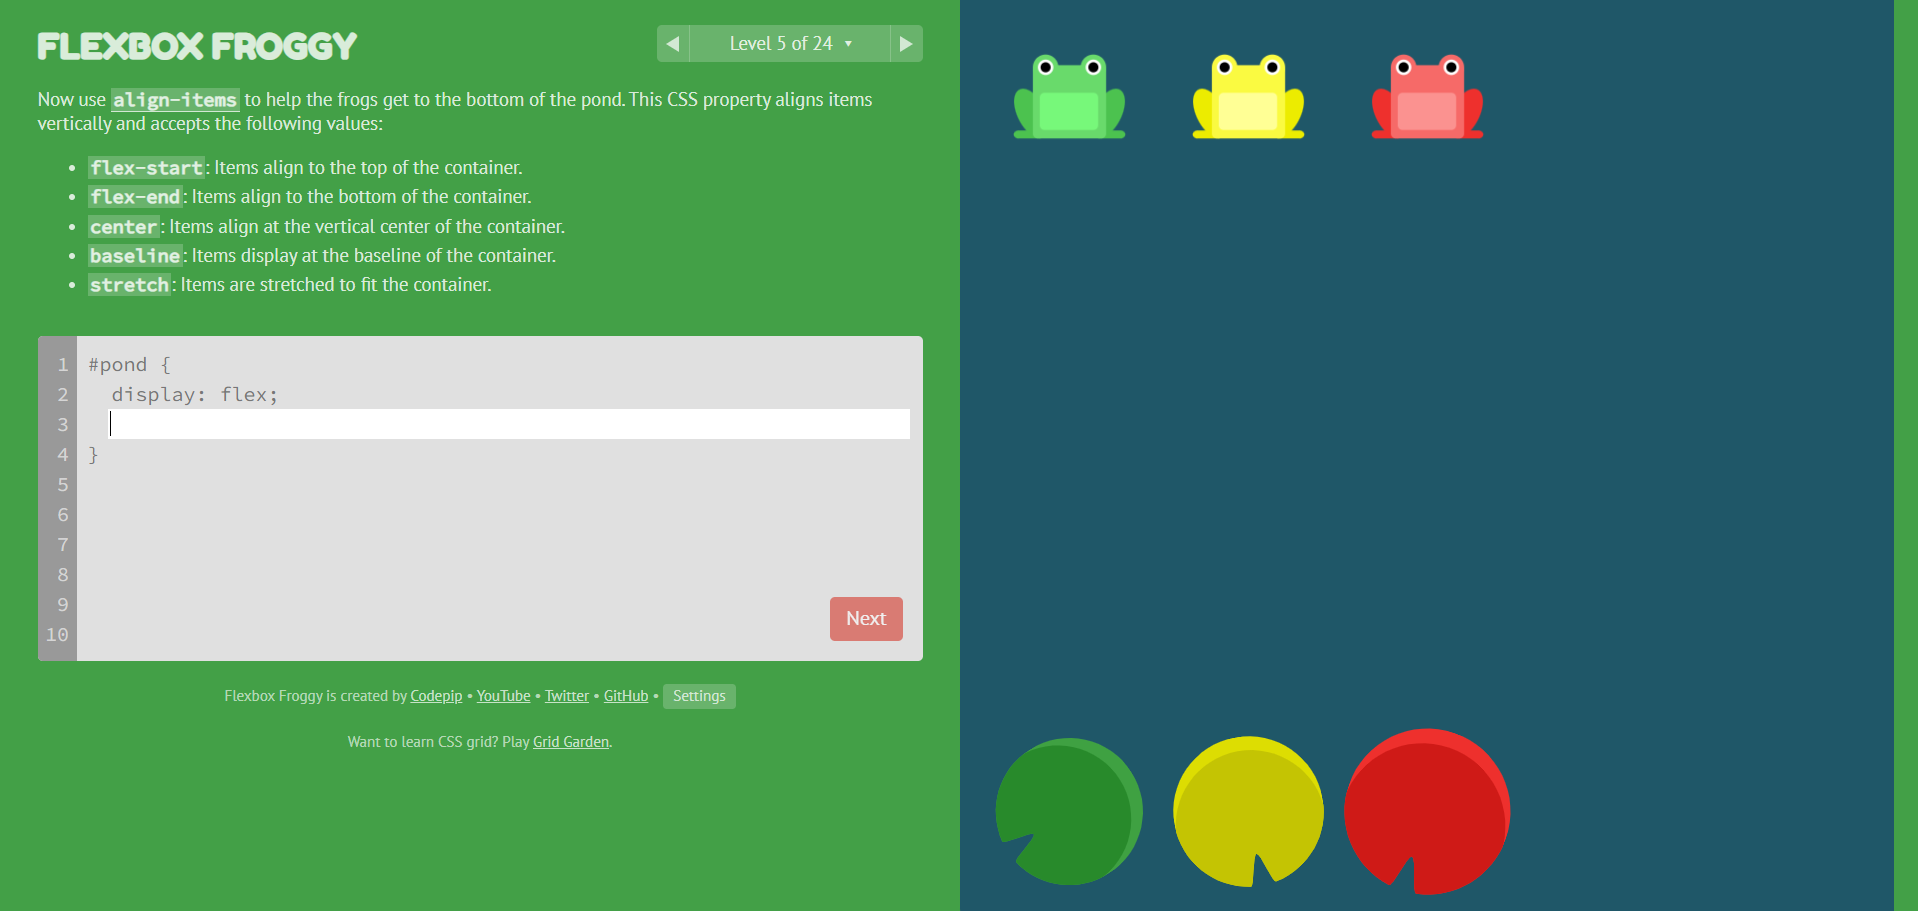 FLEXBOX FROGGY
Level 5 of 24
Now use align-items to help the frogs get to the bottom of the pond. This CSS property aligns items
vertically and accepts the following values:
flex-start: Items align to the top of the container.
flex-end: Items align to the bottom of the container.
center: Items align at the vertical center of the container.
baseline: Items display at the baseline of the container.
stretch: Items are stretched to fit the container.
1 #pond {
2 display: flex;
3
4 }
5
6
7
8
9
10
Next
Flexbox Froggy is created by Codepip • YouTube • Twitter • GitHub • Settings
Want to learn CSS grid? Play Grid Garden.